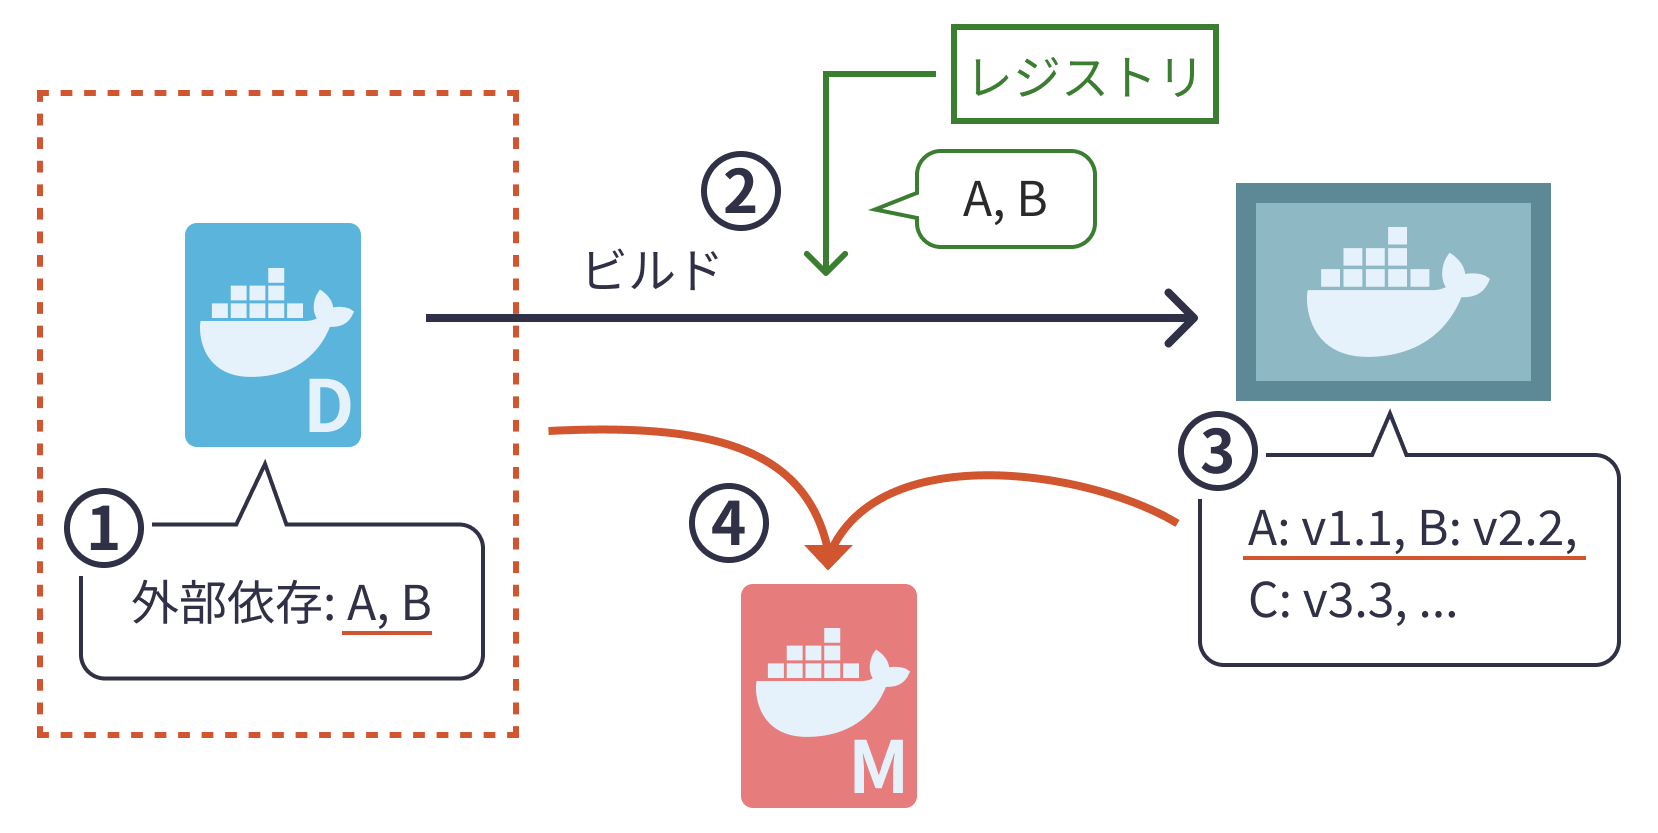 レジストリ
②
A, B
ビルド
D
①
外部依存: A, B
③
A: v1.1, B: v2.2,
C: v3.3, ...
④
M